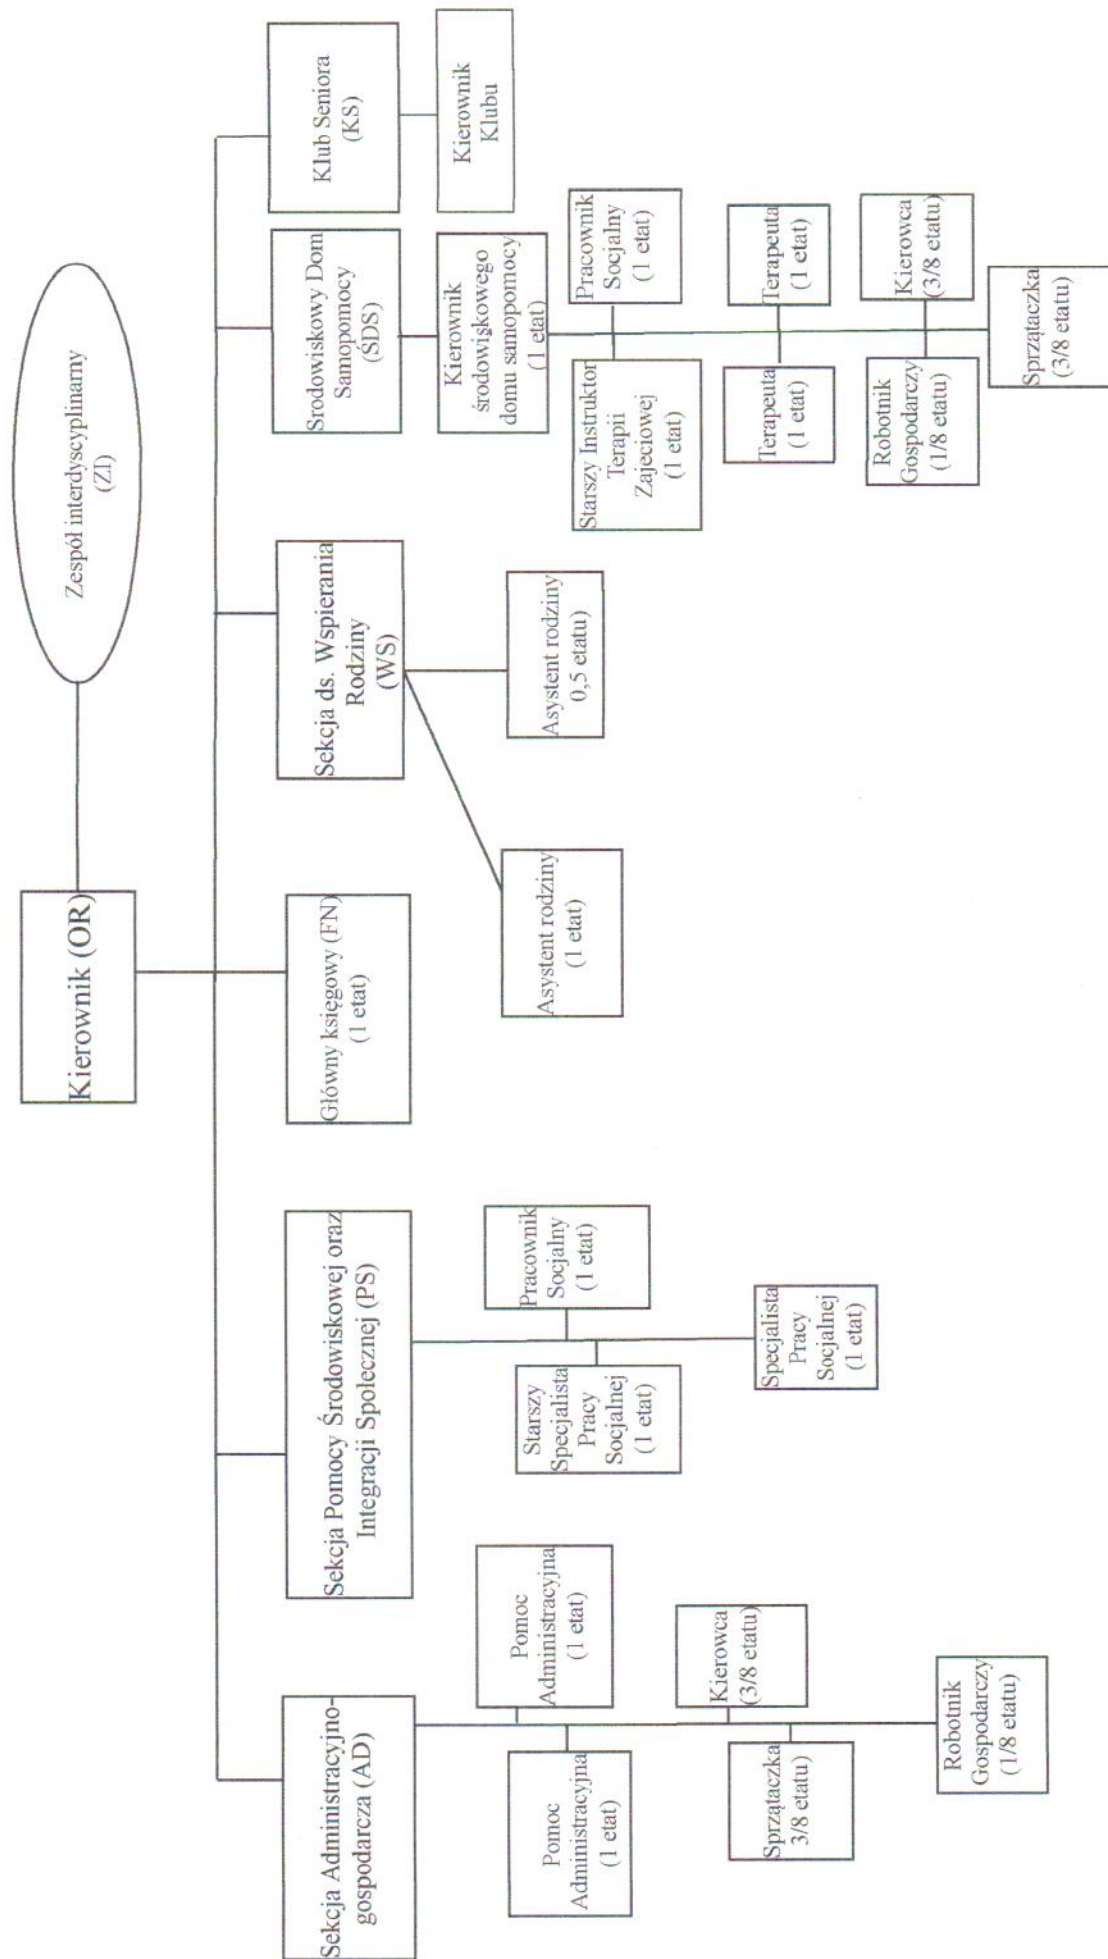 Zespół interdyscyplinarny
(ZI)
Kierownik (OR)
Sekcja Administracyjno-
gospodarcza (AD)
Pomoc
Administracyjna
(1 etat)
Pomoc
Administracyjna
(1 etat)
Kierowca
(3/8 etatu)
Sprzątaczka
3/8 etatu)
Robotnik
Gospodarczy
(1/8 etatu)
Sekcja Pomocy Środowiskowej oraz
Integracji Społecznej (PS)
Pracownik
Socjalny
(1 etat)
Starszy
Specjalista
Pracy
Socjalnej
(1 etat)
Specjalista
Pracy
Socjalnej
(1 etat)
Główny księgowy (FN)
(1 etat)
Sekcja ds. Wspierania
Rodziny
(WS)
Asystent rodziny
(1 etat)
Asystent rodziny
0,5 etatu)
Środowiskowy Dom
Samopomocy
(ŚDS)
Kierownik
środowiskowego
domu samopomocy
(1 etat)
Starszy Instruktor
Terapii
Zajeciowej
(1 etat)
Pracownik
Socjalny
(1 etat)
Terapeuta
(1 etat)
Terapeuta
(1 etat)
Robotnik
Gospodarczy
(1/8 etatu)
Kierowca
(3/8 etatu)
Sprzątaczka
(3/8 etatu)
Klub Seniora
(KS)
Kierownik
Klubu